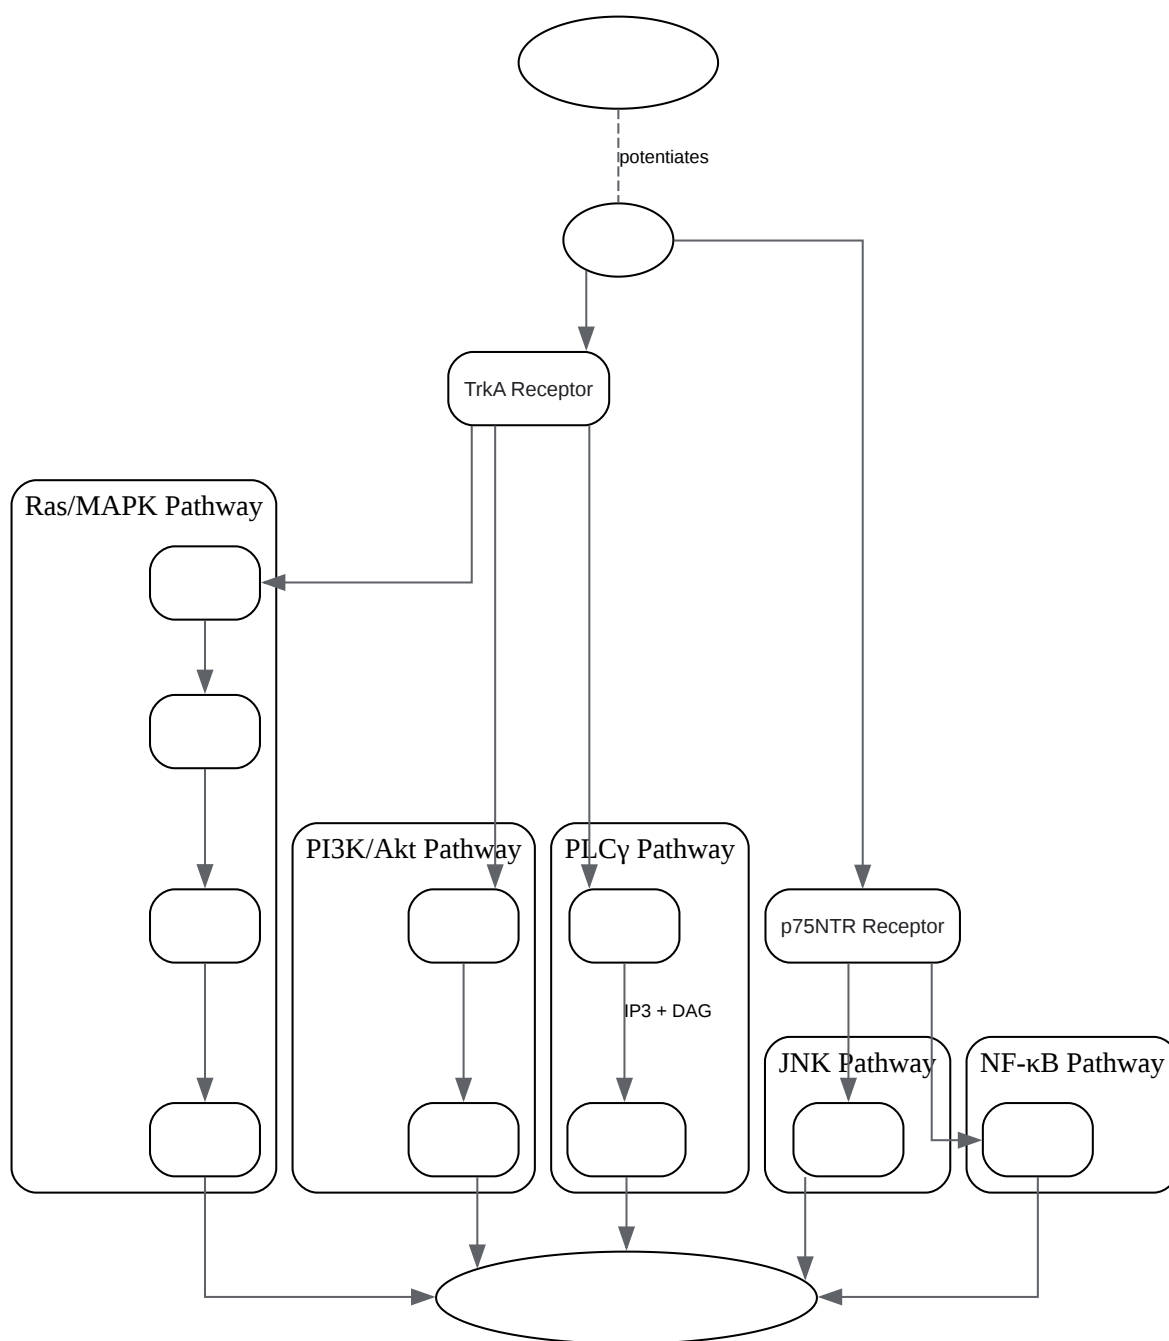 potentiates
TrkA Receptor
Ras/MAPK Pathway
PI3K/Akt Pathway
PLCγ Pathway
p75NTR Receptor
IP3 + DAG
JNK Pathway
NF-κB Pathway